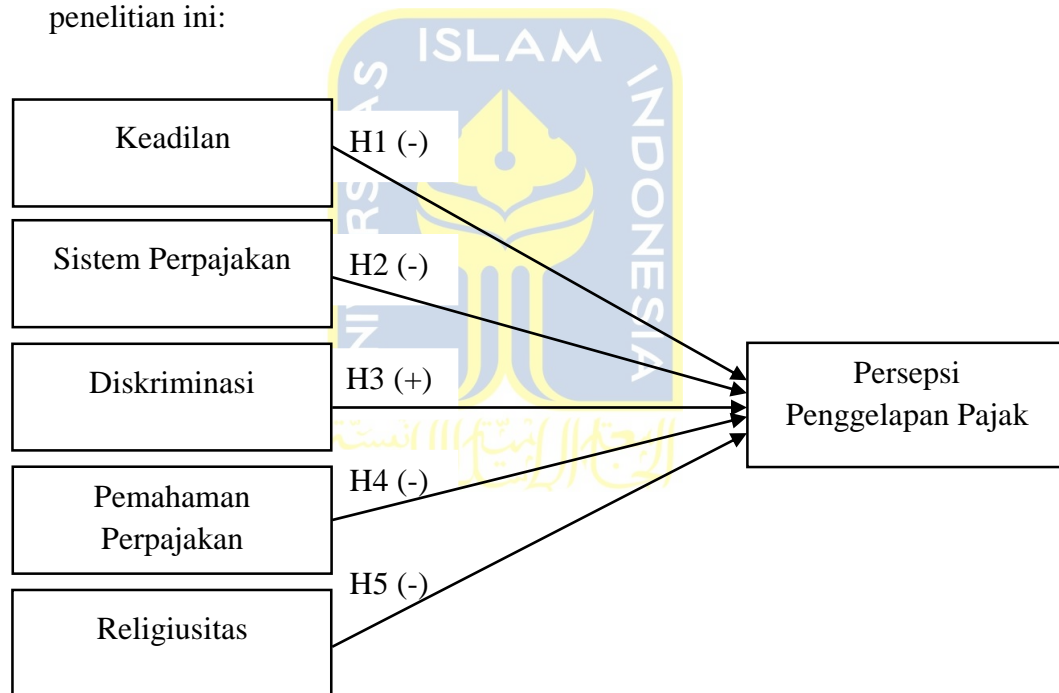 penelitian ini:
UNIVERSITAS ISLAM INDONESIA
Keadilan
H1 (-)
Sistem Perpajakan
H2 (-)
Diskriminasi
H3 (+)
Pemahaman
Perpajakan
H4 (-)
Religiusitas
H5 (-)
Persepsi
Penggelapan Pajak